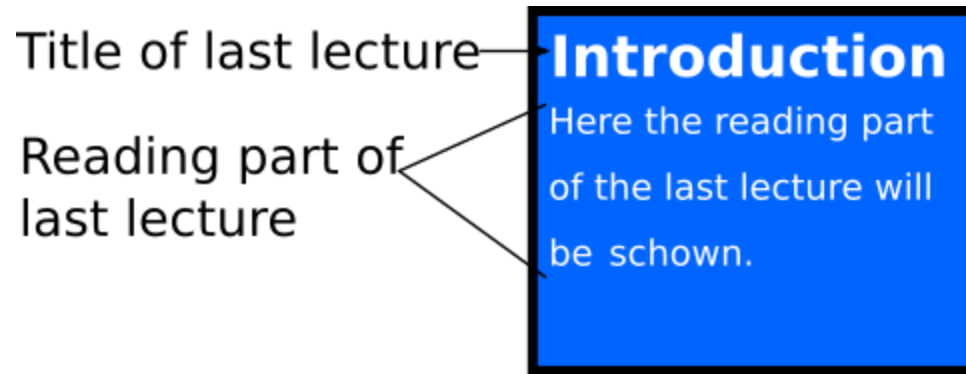 Title of last lecture
Introduction
Reading part of
last lecture
Here the reading part
of the last lecture will
be schown.